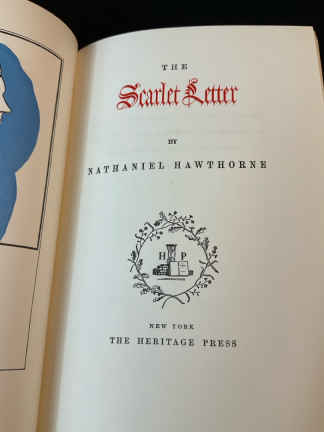 THE
Scarlet Letter
BY
NATHANIEL HAWTHORNE
H P
NEW YORK
THE HERITAGE PRESS